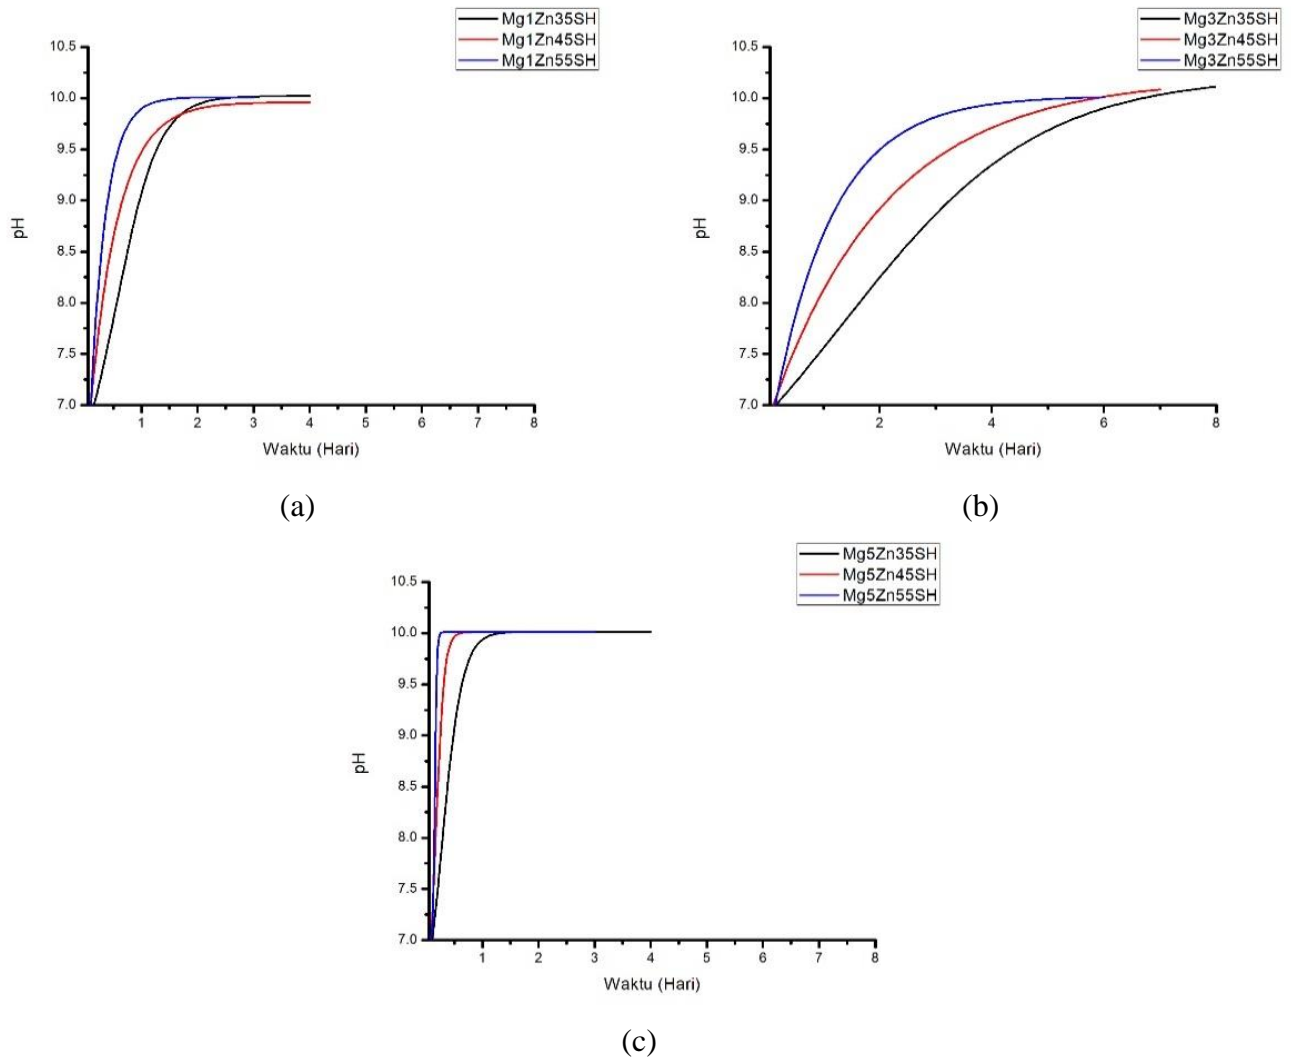 Mg1Zn35SH
Mg1Zn45SH
Mg1Zn55SH
10.5
10.0
9.5
9.0
8.5
8.0
7.5
7.0
pH
1 2 3 4 5 6 7 8
Waktu (Hari)
(a)
Mg3Zn35SH
Mg3Zn45SH
Mg3Zn55SH
10.5
10.0
9.5
9.0
8.5
8.0
7.5
7.0
pH
2 4 6 8
Waktu (Hari)
(b)
Mg5Zn35SH
Mg5Zn45SH
Mg5Zn55SH
10.5
10.0
9.5
9.0
8.5
8.0
7.5
7.0
pH
1 2 3 4 5 6 7 8
Waktu (Hari)
(c)